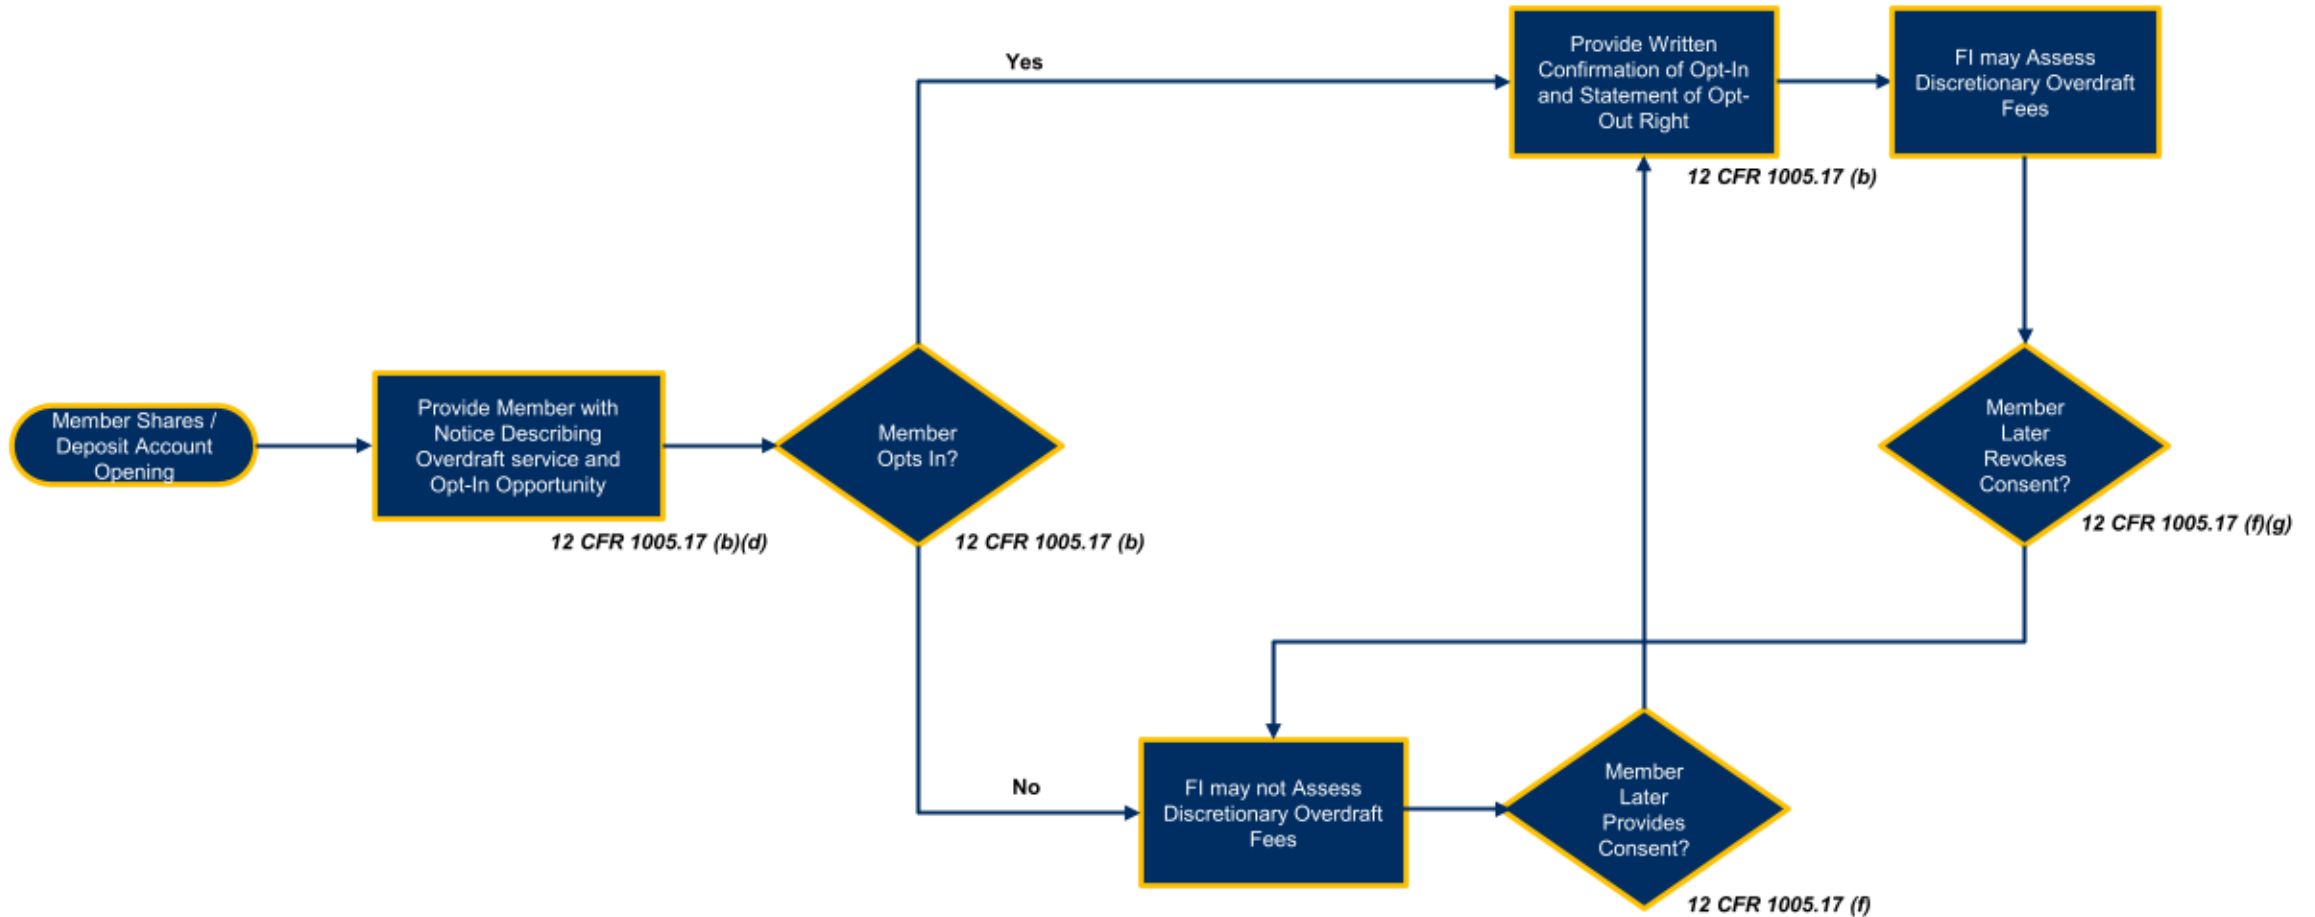 Member Shares /
Deposit Account
Opening
Provide Member with
Notice Describing
Overdraft service and
Opt-In Opportunity
12 CFR 1005.17 (b)(d)
Member
Opts In?
12 CFR 1005.17 (b)
Yes
Provide Written
Confirmation of Opt-In
and Statement of Opt-
Out Right
12 CFR 1005.17 (b)
FI may Assess
Discretionary Overdraft
Fees
Member
Later
Revokes
Consent?
12 CFR 1005.17 (f)(g)
No
FI may not Assess
Discretionary Overdraft
Fees
Member
Later
Provides
Consent?
12 CFR 1005.17 (f)